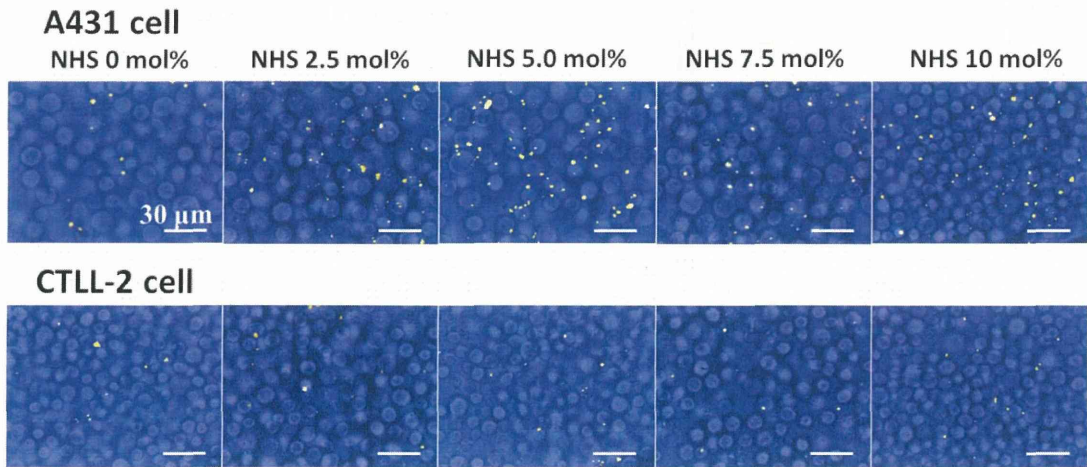 A431 cell
NHS 0 mol% NHS 2.5 mol% NHS 5.0 mol% NHS 7.5 mol% NHS 10 mol%
30 μm
CTLL-2 cell